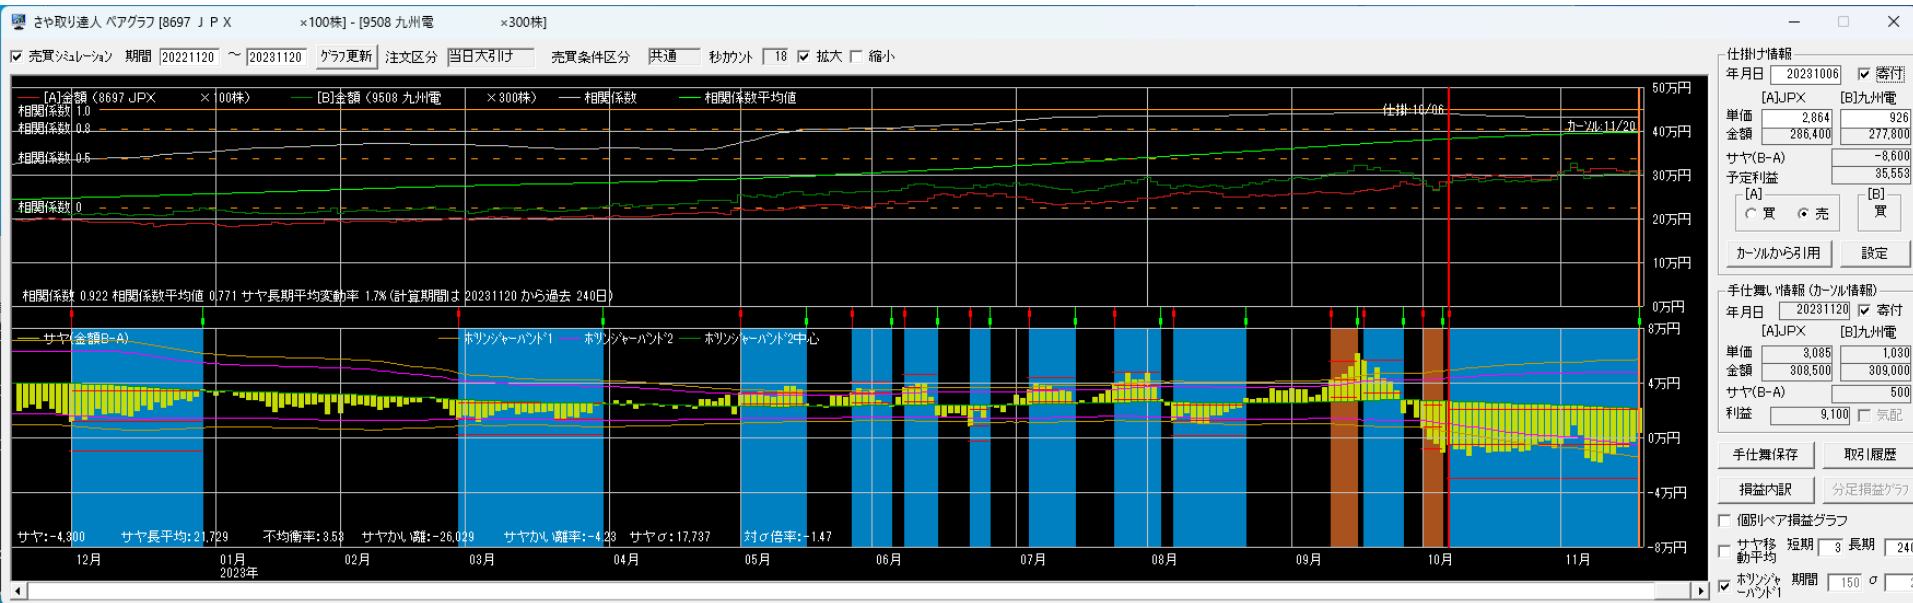 さや取り達人 ペアグラフ [8697 ＪＰＸ ×100株] - [9508 九州電 ×300株]
売買シミュレーション 期間 20221120 ～ 20231120 グラフ更新 注文区分 当日大引け 売買条件区分 共通 秒カウント 18 拡大 縮小
[A]金額 (8697 JPX ×100株) [B]金額 (9508 九州電 ×300株) 相関係数 相関係数平均値
相関係数 1.0
相関係数 0.8
相関係数 0.5
相関係数 0
仕掛:10/06
カーソル:11/20
50万円
40万円
30万円
20万円
10万円
0万円
相関係数 0.922 相関係数平均値 0.771 サヤ長期平均変動率 1.7% (計算期間は 20231120 から過去 240日)
サヤ(金額B-A) ボリンジャーバンド1 ボリンジャーバンド2 ボリンジャーバンド2中心
8万円
4万円
0万円
-4万円
-8万円
サヤ:-4,300 サヤ長平均:21,729 不均衡率:3.53 サヤかい離:-26,029 サヤかい離率:-4.23 サヤσ:17,737 対σ倍率:-1.47
12月 01月 02月 03月 04月 05月 06月 07月 08月 09月 10月 11月
2023年
仕掛け情報
年月日 20231006 寄付
[A]JPX [B]九州電
単価 2,864 926
金額 286,400 277,800
サヤ(B-A) -8,600
予定利益 35,553
[A] [B]
買 売 買
カーソルから引用 設定
手仕舞い情報 (カーソル情報)
年月日 20231120 寄付
[A]JPX [B]九州電
単価 3,085 1,030
金額 308,500 309,000
サヤ(B-A) 500
利益 9,100 気配
手仕舞保存 取引履歴
損益内訳 分足損益グラフ
個別ペア損益グラフ
サヤ移動平均 短期 3 長期 240
ボリンジャーバンド1 期間 150 σ